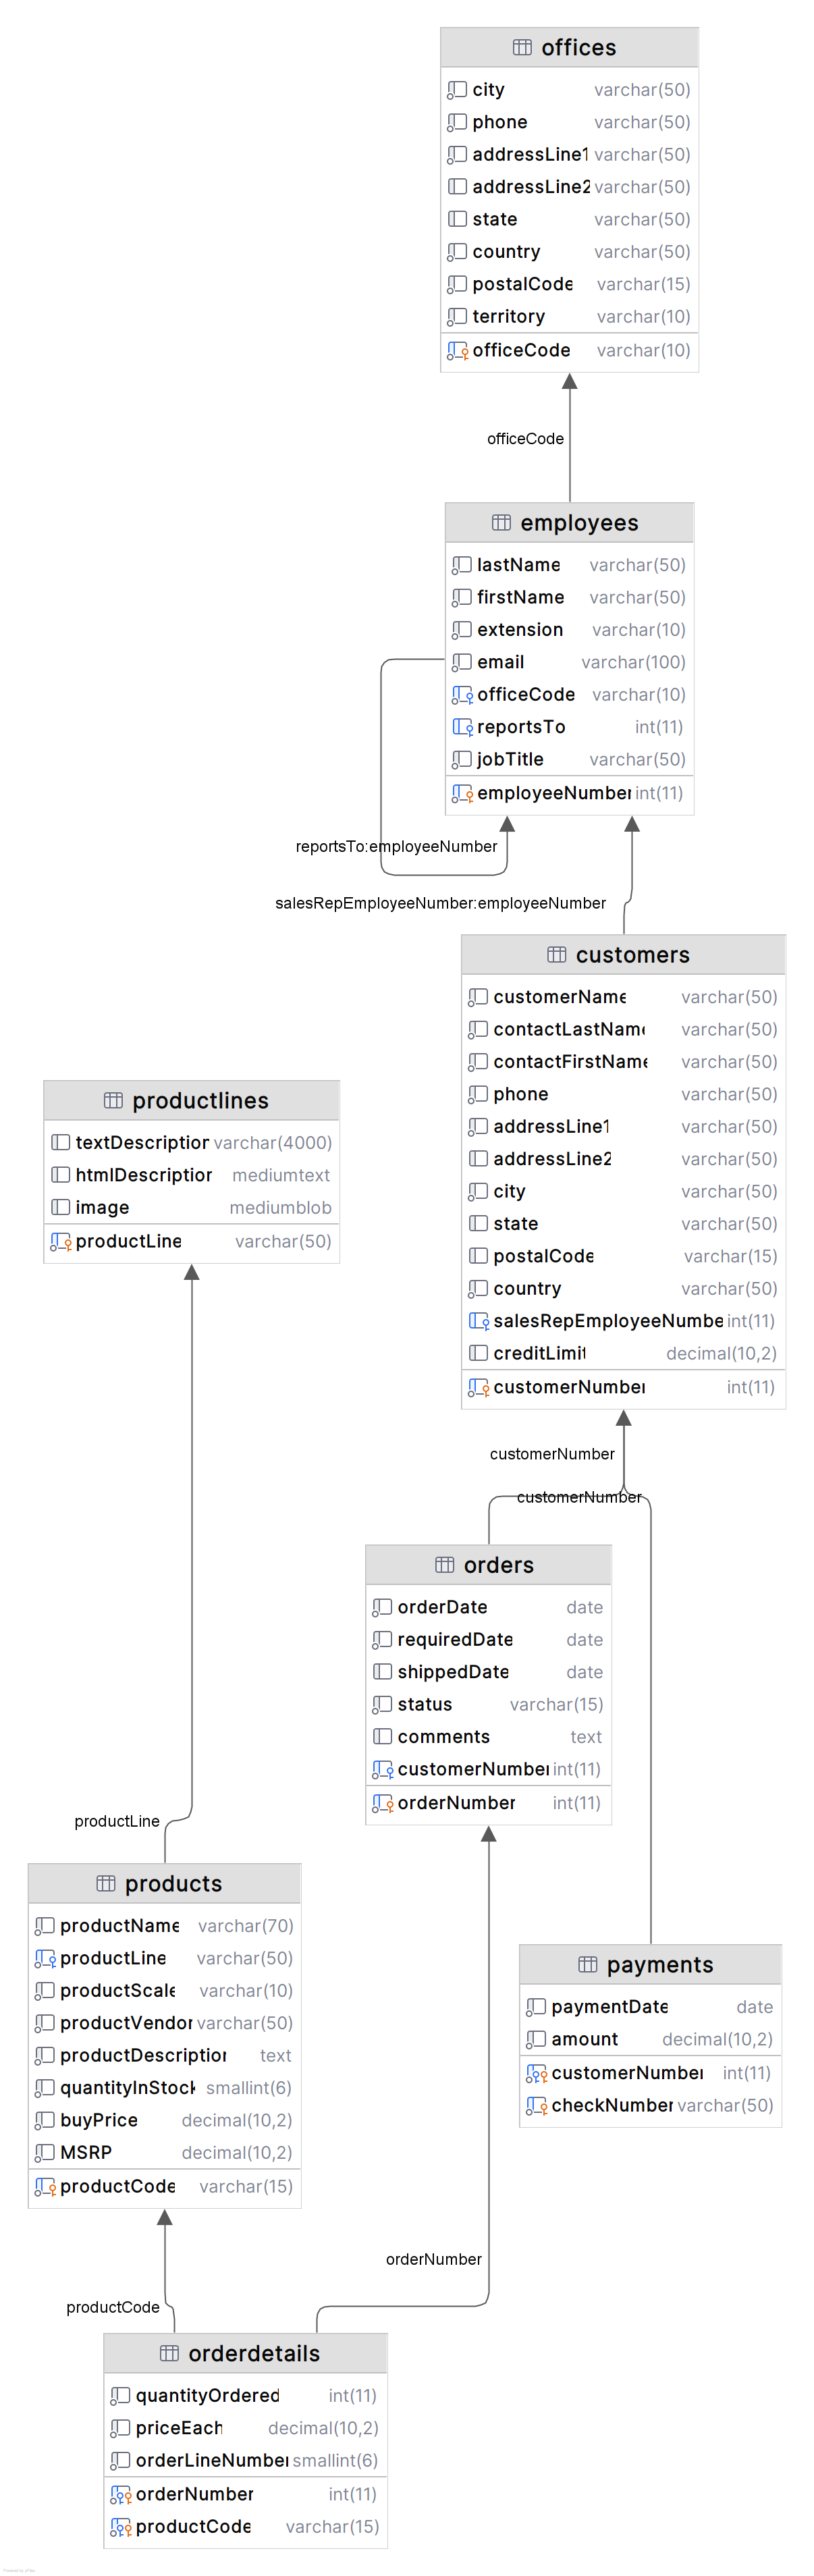 offices
city varchar(50)
phone varchar(50)
addressLine1 varchar(50)
addressLine2 varchar(50)
state varchar(50)
country varchar(50)
postalCode varchar(15)
territory varchar(10)
officeCode varchar(10)
officeCode
employees
lastName varchar(50)
firstName varchar(50)
extension varchar(10)
email varchar(100)
officeCode varchar(10)
reportsTo int(11)
jobTitle varchar(50)
employeeNumber int(11)
reportsTo:employeeNumber
salesRepEmployeeNumber:employeeNumber
customers
customerName varchar(50)
contactLastName varchar(50)
contactFirstName varchar(50)
phone varchar(50)
addressLine1 varchar(50)
addressLine2 varchar(50)
city varchar(50)
state varchar(50)
postalCode varchar(15)
country varchar(50)
salesRepEmployeeNumbe int(11)
creditLimit decimal(10,2)
customerNumber int(11)
productlines
textDescription varchar(4000)
htmlDescription mediumtext
image mediumblob
productLine varchar(50)
customerNumber
customerNumber
orders
orderDate date
requiredDate date
shippedDate date
status varchar(15)
comments text
customerNumber int(11)
orderNumber int(11)
productLine
products
productName varchar(70)
productLine varchar(50)
productScale varchar(10)
productVendor varchar(50)
productDescription text
quantityInStock smallint(6)
buyPrice decimal(10,2)
MSRP decimal(10,2)
productCode varchar(15)
payments
paymentDate date
amount decimal(10,2)
customerNumber int(11)
checkNumber varchar(50)
orderNumber
productCode
orderdetails
quantityOrdered int(11)
priceEach decimal(10,2)
orderLineNumber smallint(6)
orderNumber int(11)
productCode varchar(15)
Powered by yFiles